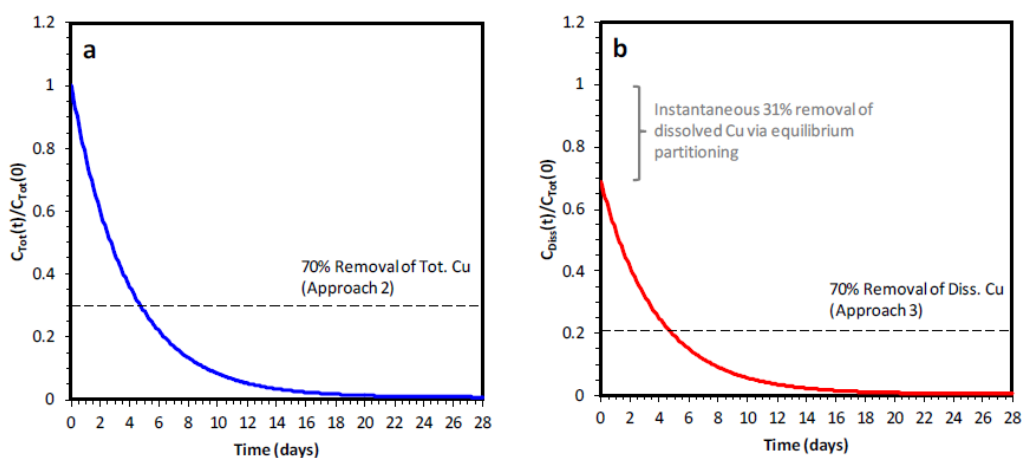 a
1.2
1
0.8
0.6
0.4
0.2
0
C_Tot(t)/C_Tot(0)
70% Removal of Tot. Cu
(Approach 2)
0 2 4 6 8 10 12 14 16 18 20 22 24 26 28
Time (days)
b
1.2
1
0.8
0.6
0.4
0.2
0
C_Diss(t)/C_Tot(0)
Instantaneous 31% removal of
dissolved Cu via equilibrium
partitioning
70% Removal of Diss. Cu
(Approach 3)
0 2 4 6 8 10 12 14 16 18 20 22 24 26 28
Time (days)